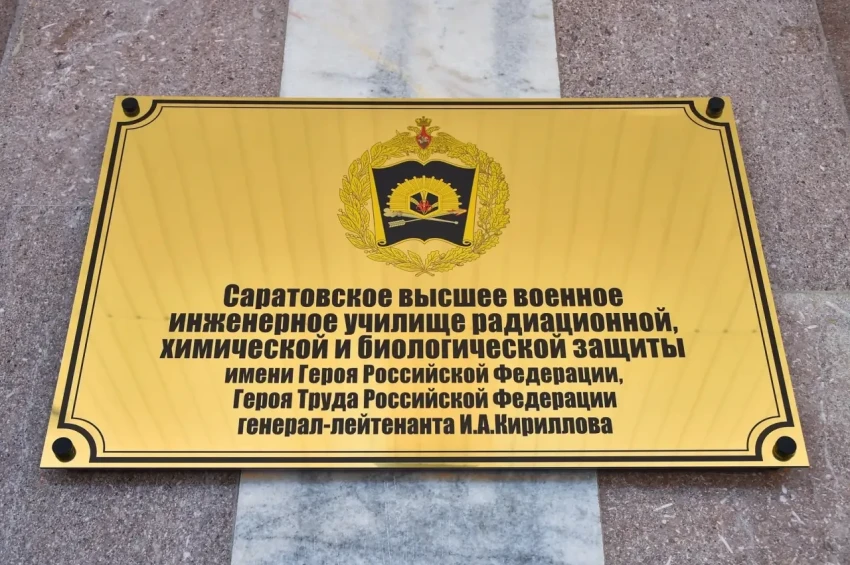 Саратовское высшее военное
инженерное училище радиационной,
химической и биологической защиты
имени Героя Российской Федерации,
Героя Труда Российской Федерации
генерал-лейтенанта И.А.Кириллова